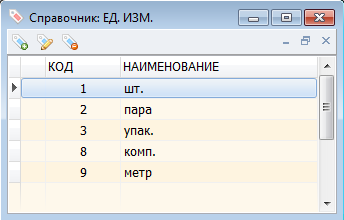 Справочник: ЕД. ИЗМ.
КОД НАИМЕНОВАНИЕ
1 шт.
2 пара
3 упак.
8 комп.
9 метр